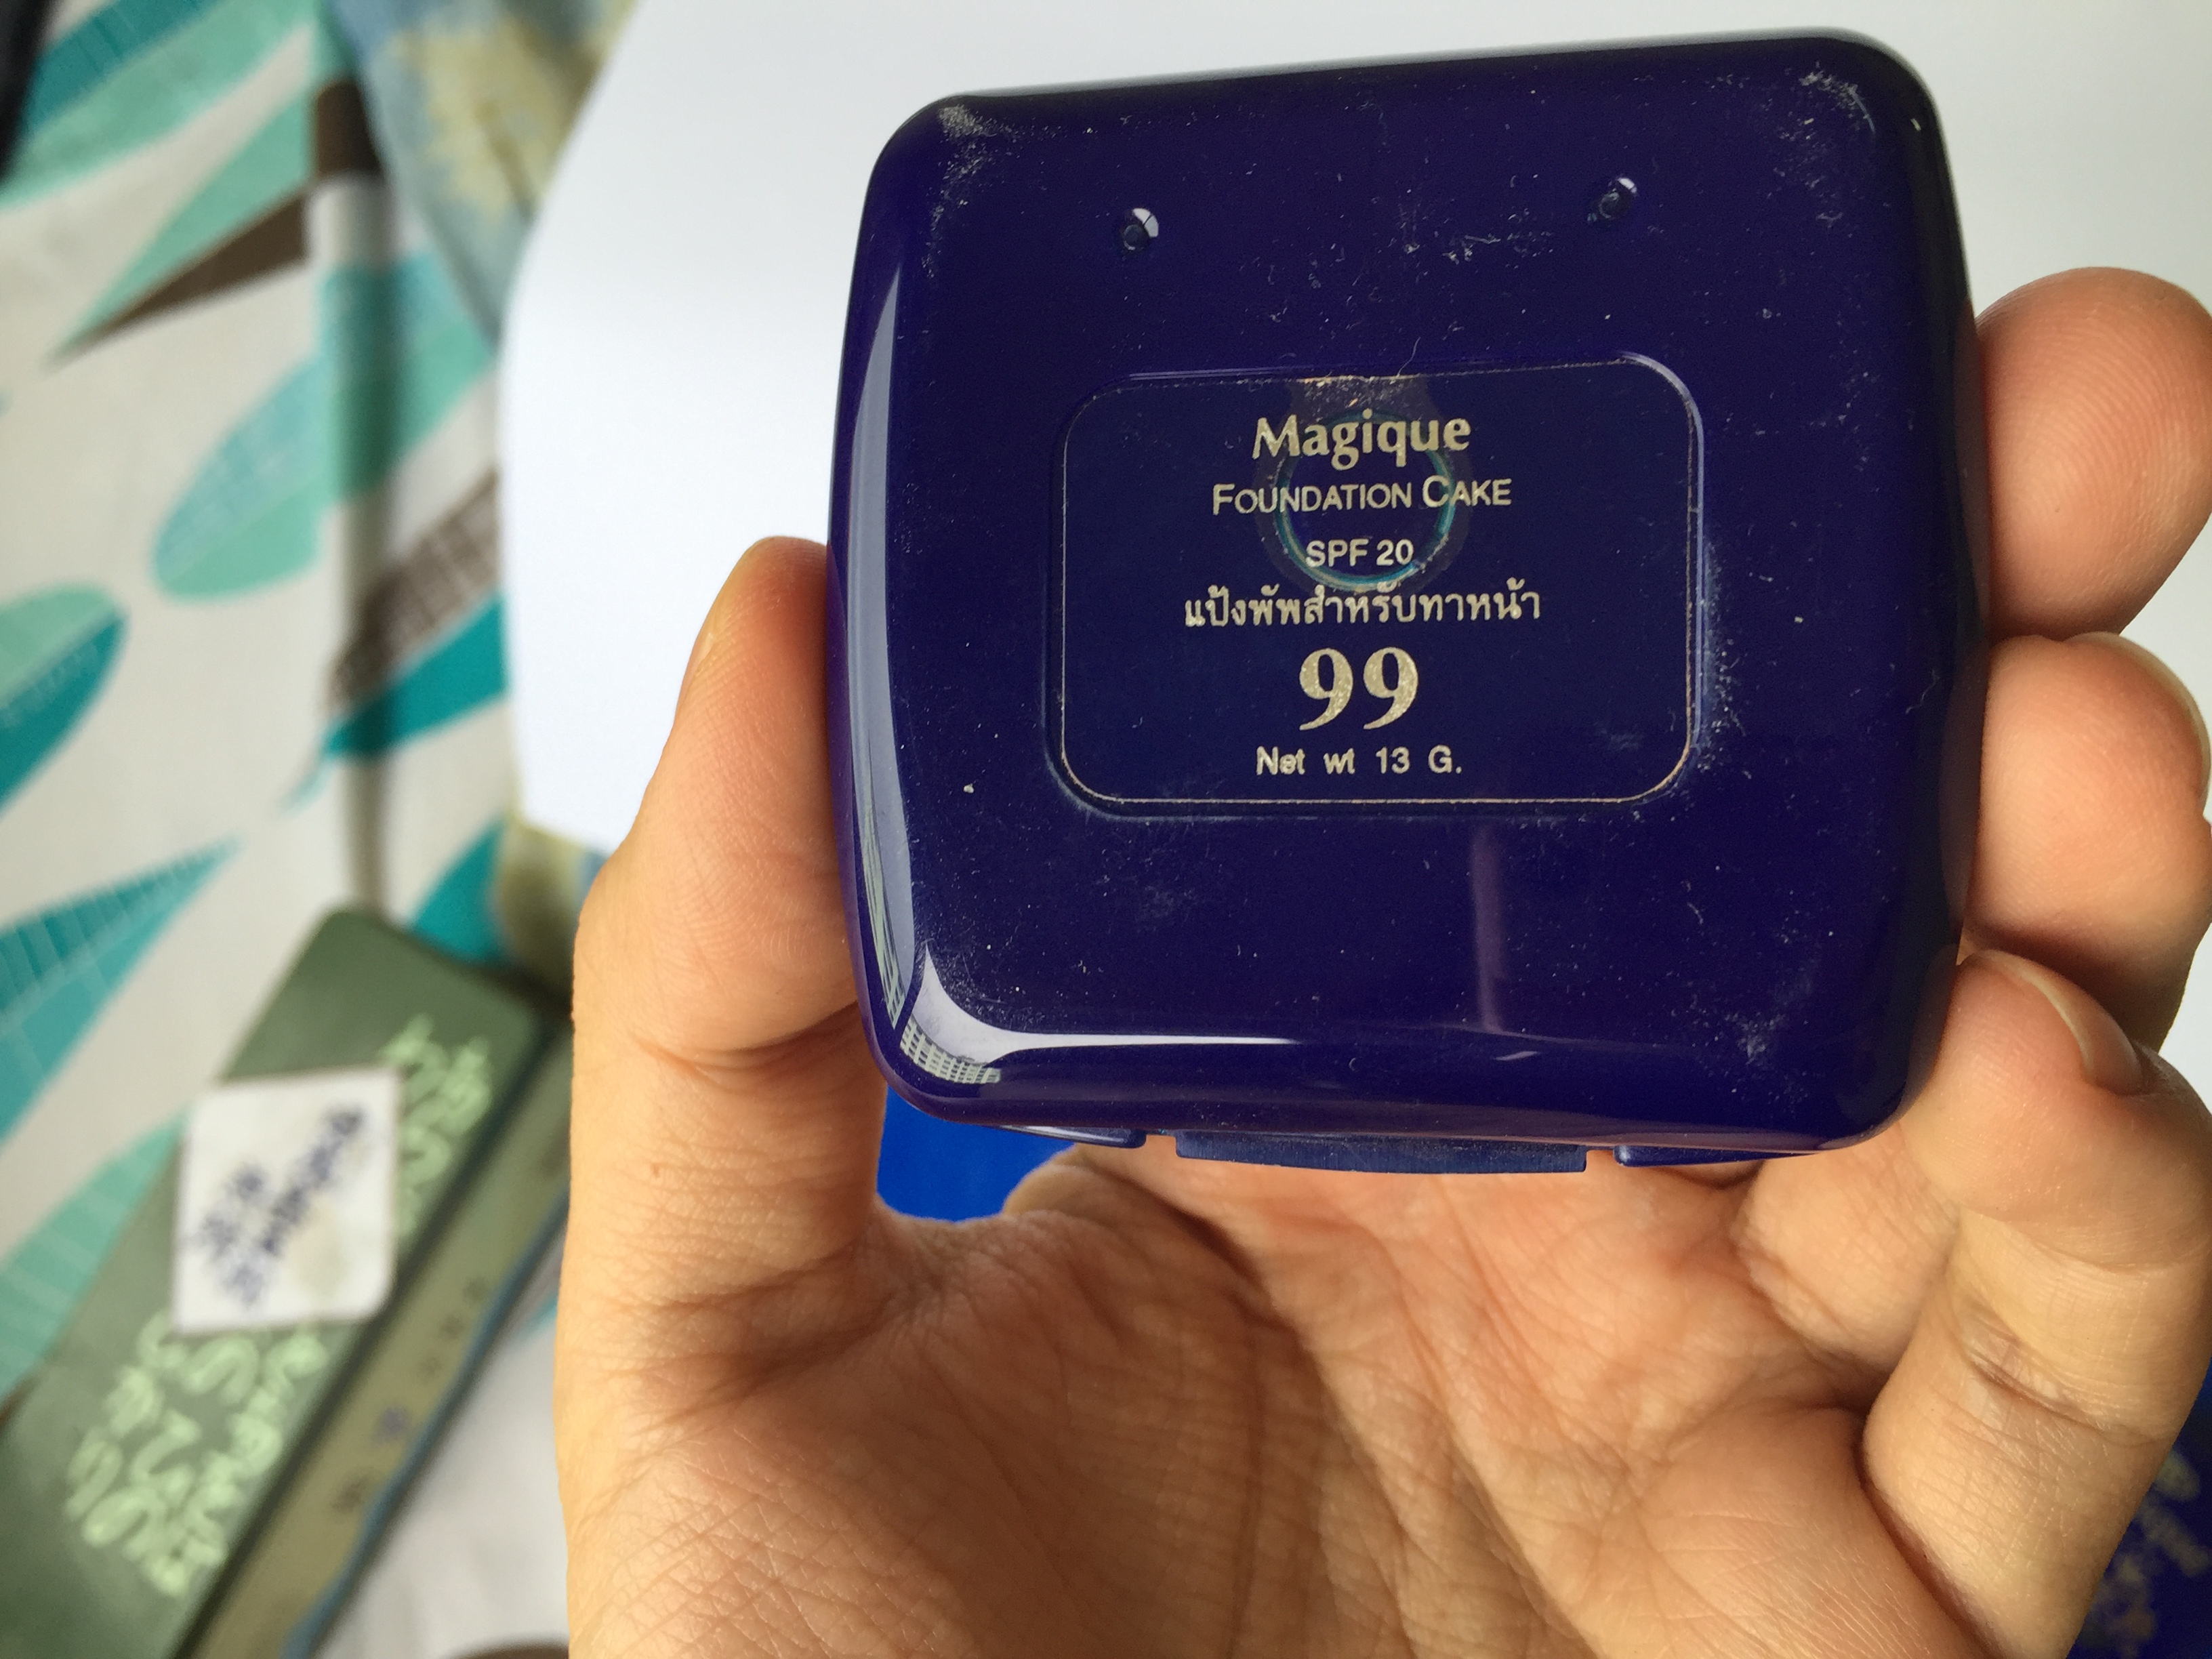 Magique
FOUNDATION CAKE
SPF 20
แป้งพัพสำหรับทาหน้า
99
Net wt 13 G.